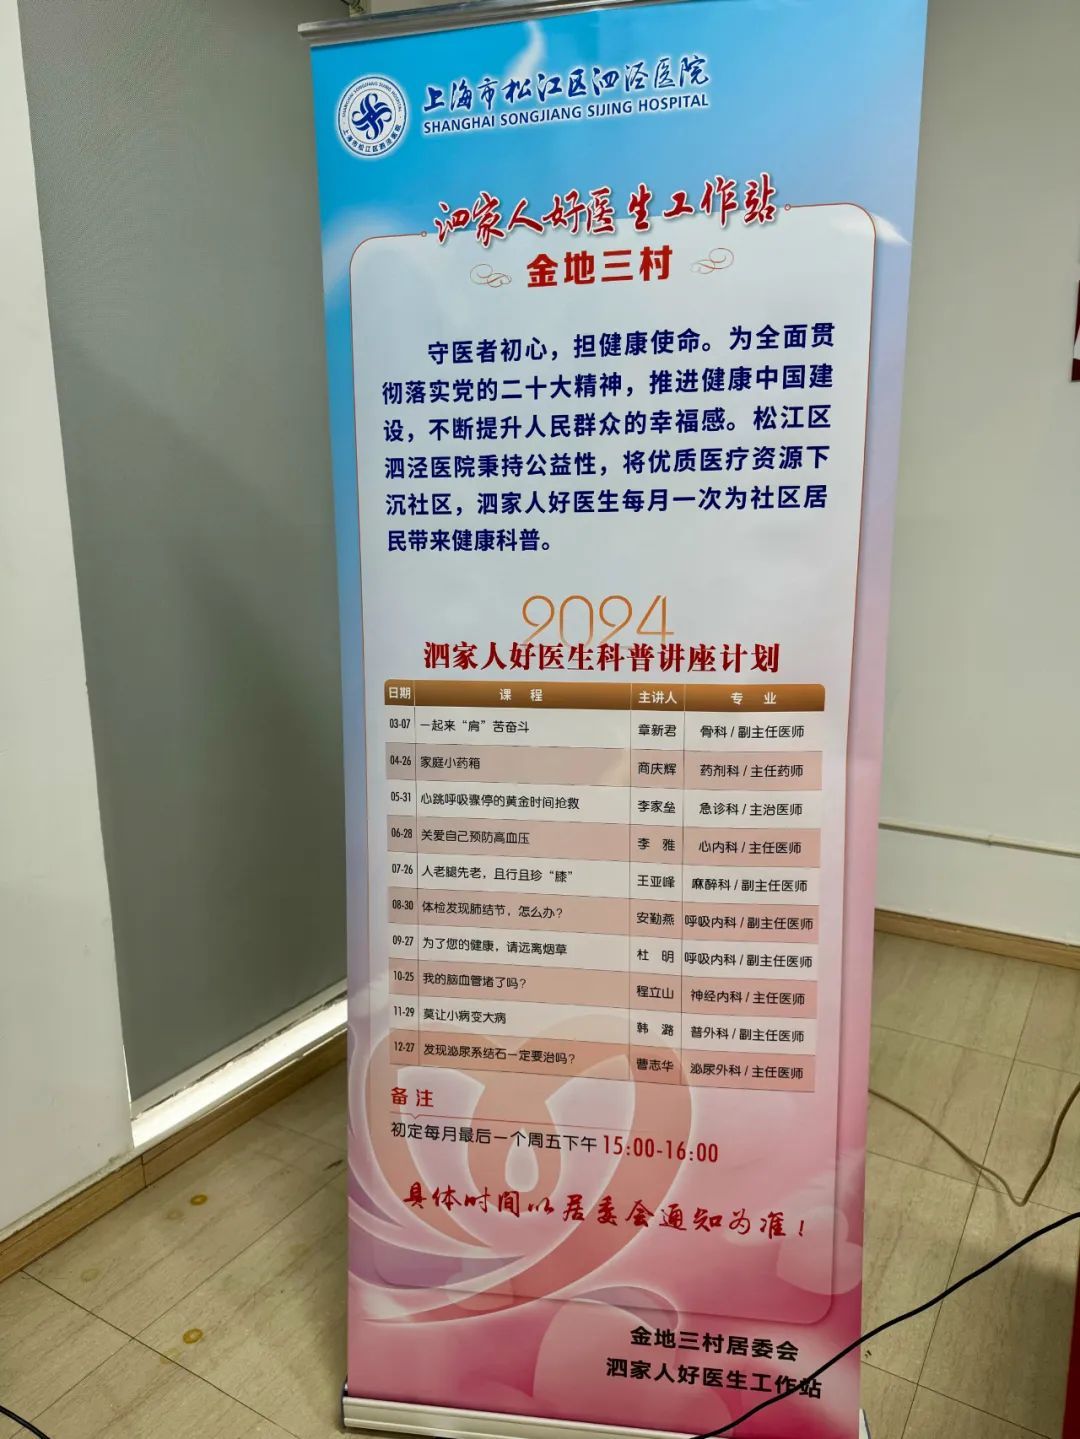 上海市松江区泗泾医院
SHANGHAI SONGJIANG SIJING HOSPITAL
泗家人好医生工作站
金地三村
守医者初心，担健康使命。为全面贯
彻落实党的二十大精神，推进健康中国建
设，不断提升人民群众的幸福感。松江区
泗泾医院秉持公益性，将优质医疗资源下
沉社区，泗家人好医生每月一次为社区居
民带来健康科普。
2024
泗家人好医生科普讲座计划
日期 课 程 主讲人 专 业
03-07 一起来“肩”苦奋斗 章新君 骨科/副主任医师
04-26 家庭小药箱 商庆辉 药剂科/主任药师
05-31 心跳呼吸骤停的黄金时间抢救 李家垒 急诊科/主治医师
06-28 关爱自己预防高血压 李 雅 心内科/主任医师
07-26 人老腿先老，且行且珍“膝” 王亚峰 麻醉科/副主任医师
08-30 体检发现肺结节，怎么办？ 安勤燕 呼吸内科/副主任医师
09-27 为了您的健康，请远离烟草 杜 明 呼吸内科/副主任医师
10-25 我的脑血管堵了吗？ 程立山 神经内科/主任医师
11-29 莫让小病变大病 韩 潞 普外科/副主任医师
12-27 发现泌尿系结石一定要治吗？ 曹志华 泌尿外科/主任医师
备注
初定每月最后一个周五下午 15:00-16:00
具体时间以居委会通知为准！
金地三村居委会
泗家人好医生工作站